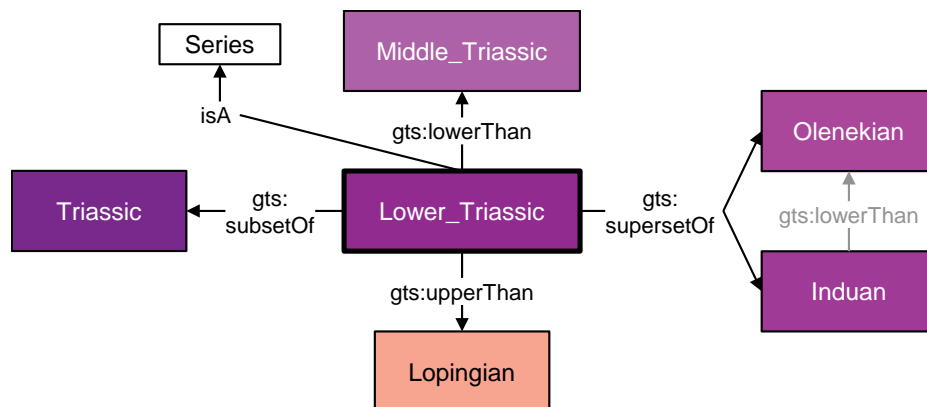 Series
Middle_Triassic
isA
gts:lowerThan
Olenekian
Triassic
gts:
subsetOf
Lower_Triassic
gts:
supersetOf
gts:lowerThan
Induan
gts:upperThan
Lopingian